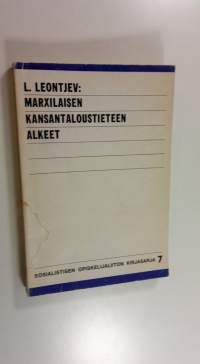 L. LEONTJEV:
MARXILAISEN
KANSANTALOUSTIETEEN
ALKEET
SOSIALISTISEN OPISKELIJALIITON KIRJASARJA 7